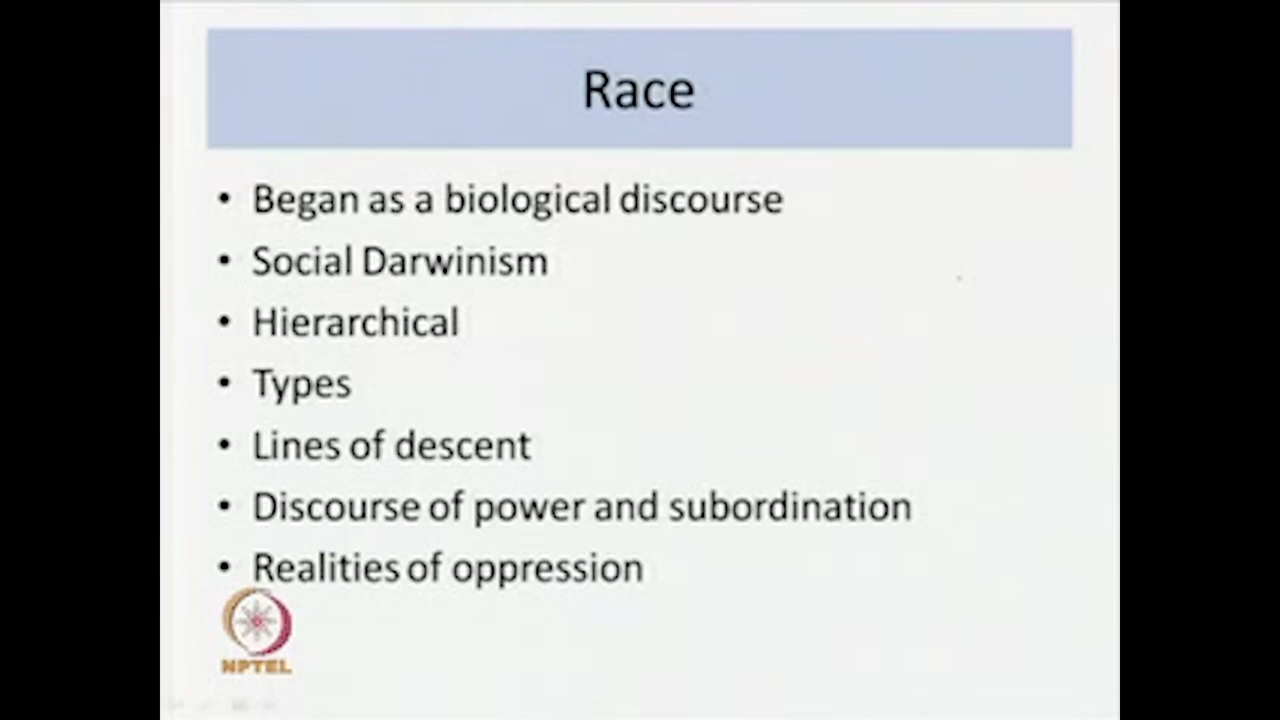 Race
• Began as a biological discourse
• Social Darwinism
• Hierarchical
• Types
• Lines of descent
• Discourse of power and subordination
• Realities of oppression
NPTEL